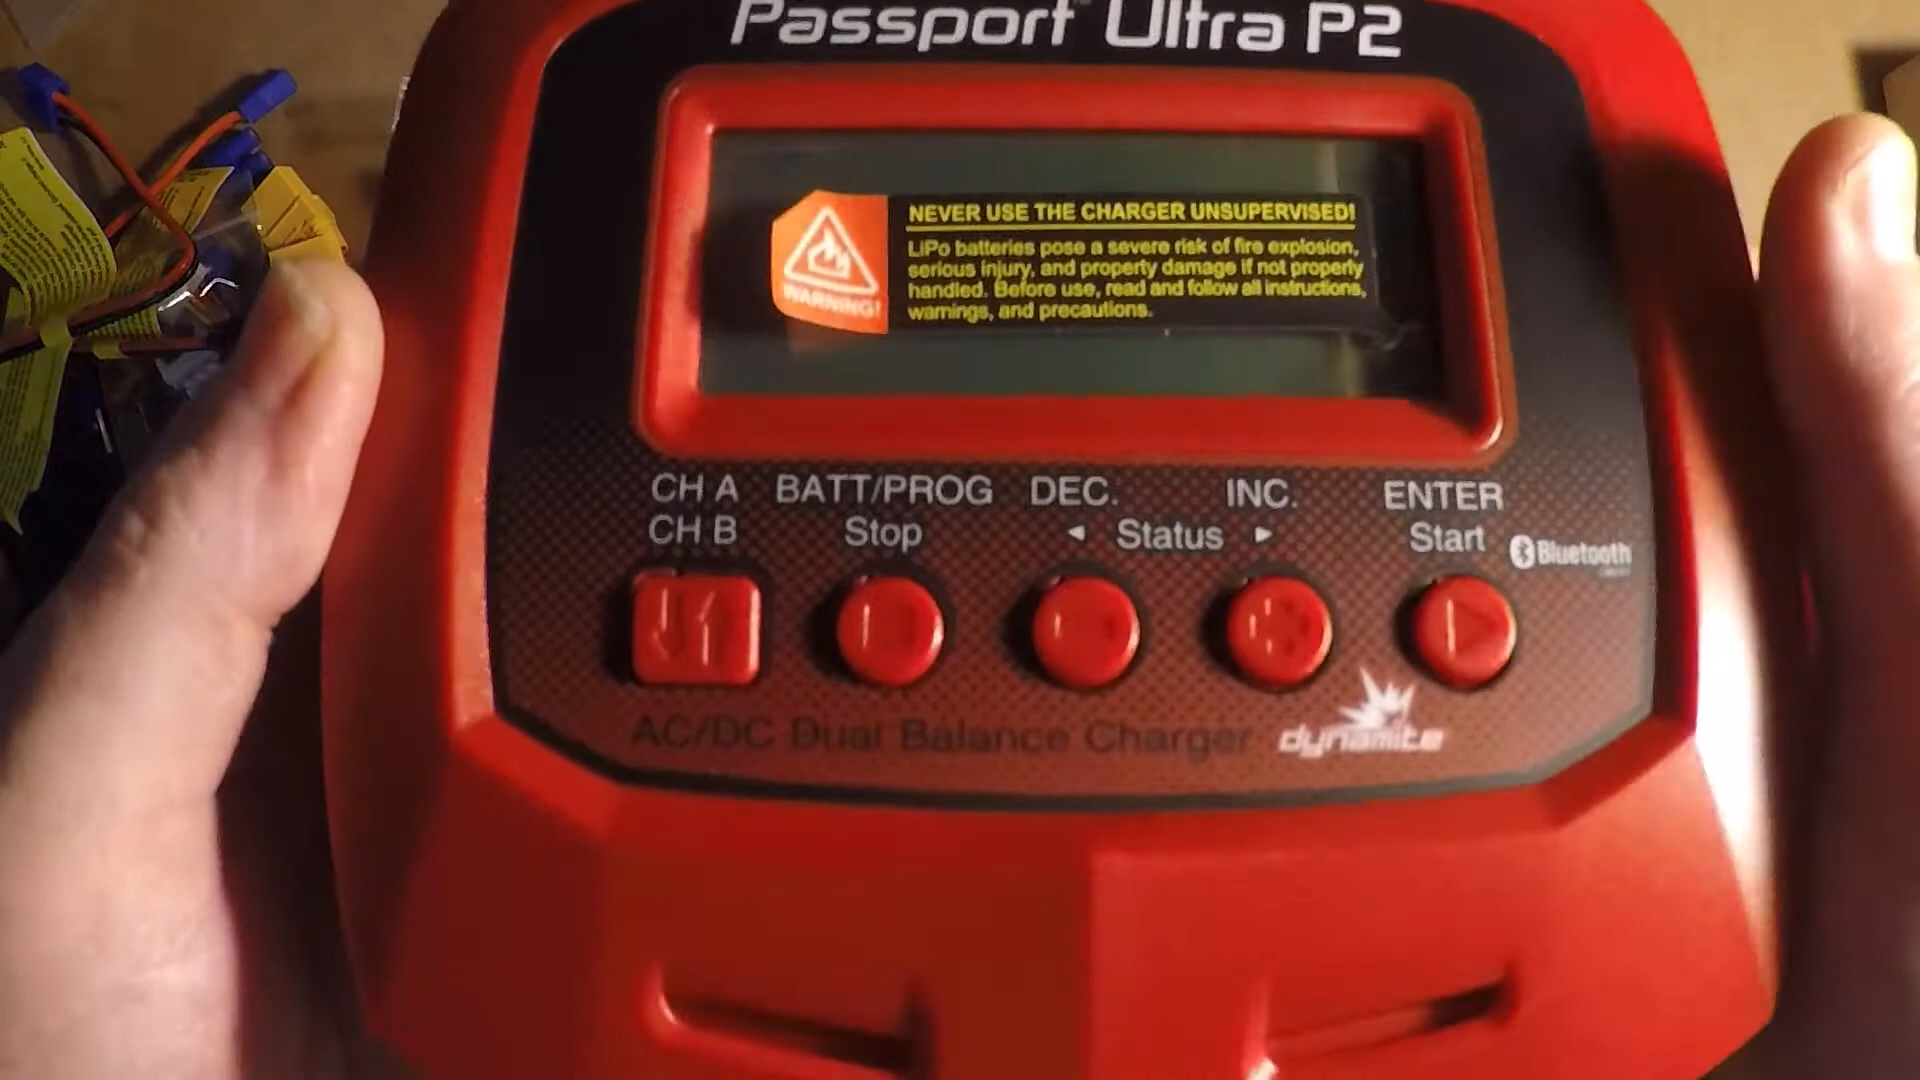 Passport™ Ultra P2
WARNING!
NEVER USE THE CHARGER UNSUPERVISED!
LiPo batteries pose a severe risk of fire explosion,
serious injury, and property damage if not properly
handled. Before use, read and follow all instructions,
warnings, and precautions.
CH A BATT/PROG DEC. INC. ENTER
CH B Stop ◄ Status ► Start
Bluetooth
AC/DC Dual Balance Charger
dynamite